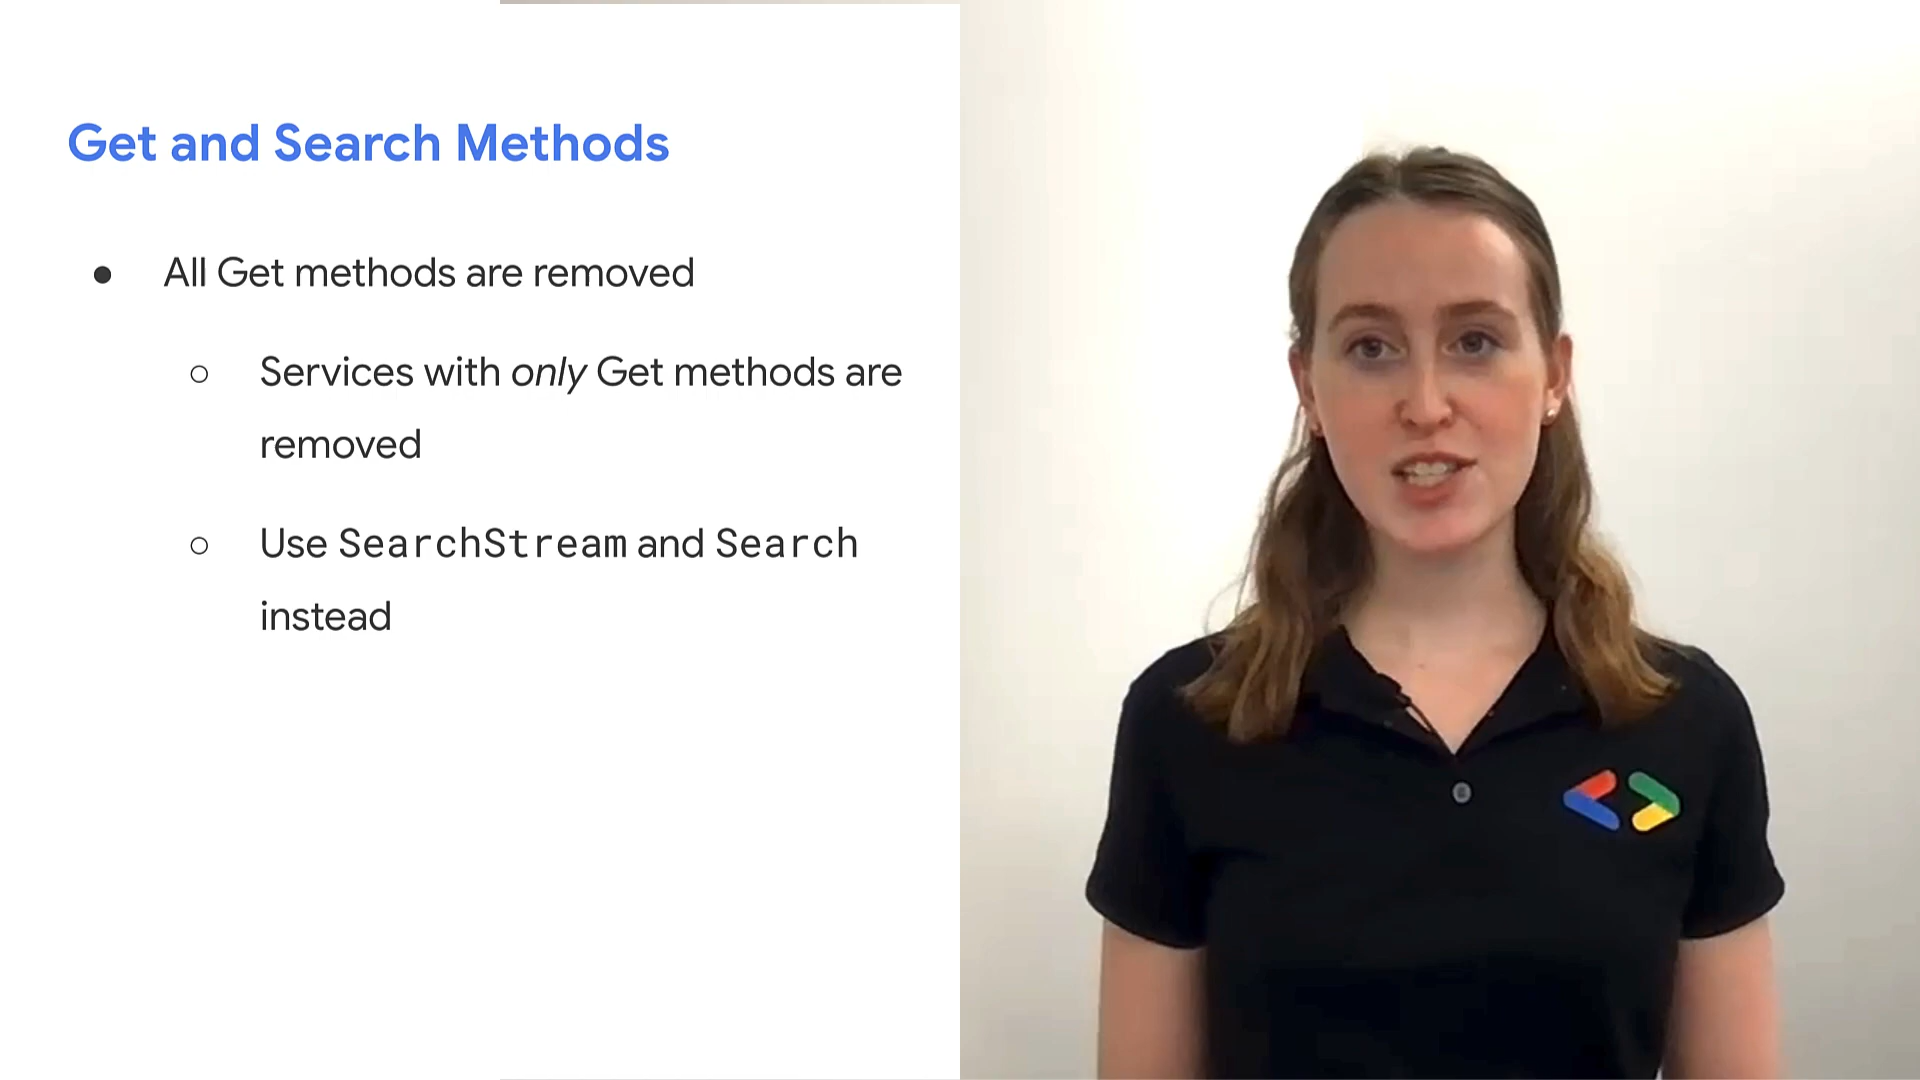 Get and Search Methods
● All Get methods are removed
○ Services with only Get methods are
removed
○ Use SearchStream and Search
instead